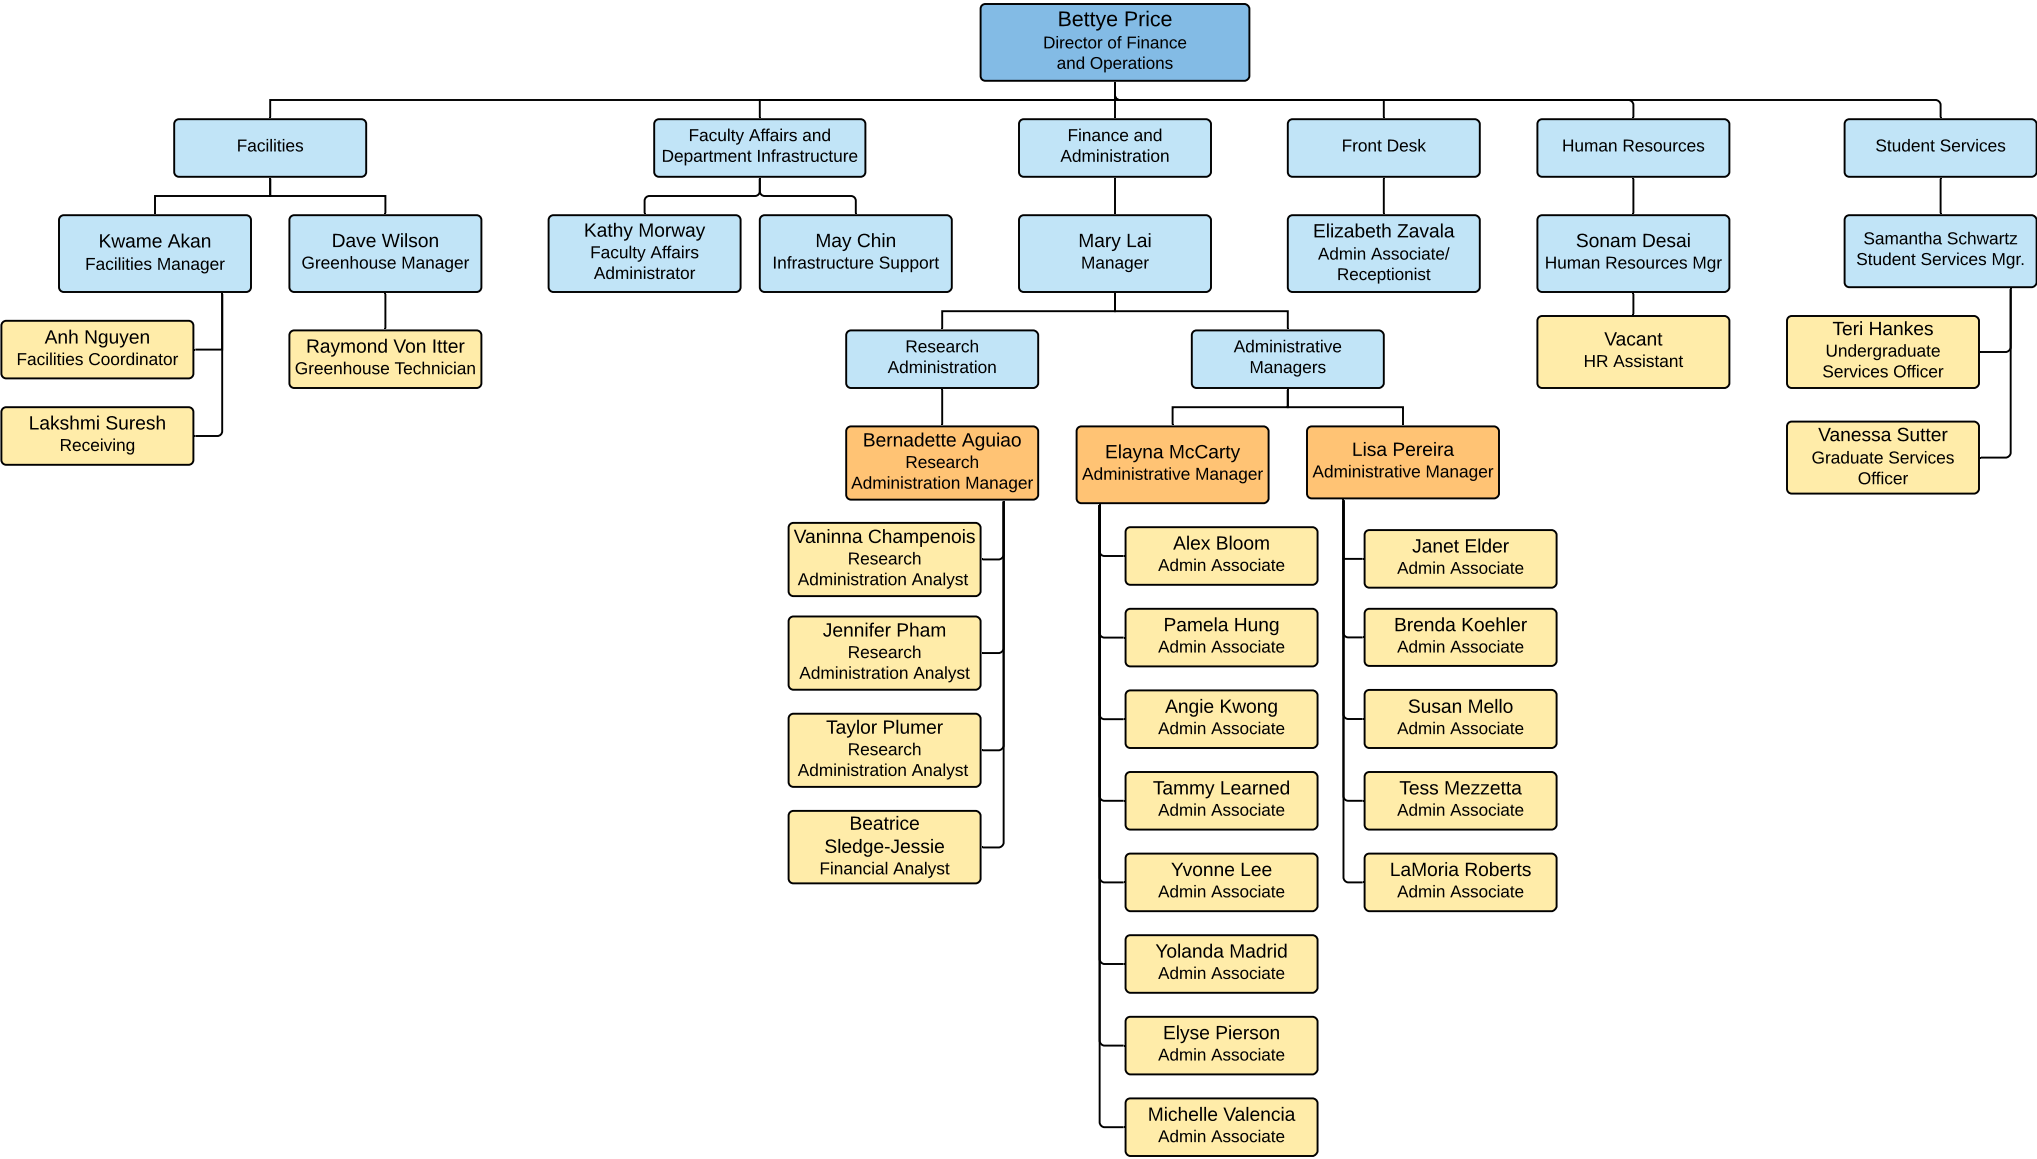 Bettye Price
Director of Finance
and Operations
Facilities
Faculty Affairs and
Department Infrastructure
Finance and
Administration
Front Desk
Human Resources
Student Services
Kwame Akan
Facilities Manager
Dave Wilson
Greenhouse Manager
Kathy Morway
Faculty Affairs
Administrator
May Chin
Infrastructure Support
Mary Lai
Manager
Elizabeth Zavala
Admin Associate/
Receptionist
Sonam Desai
Human Resources Mgr
Samantha Schwartz
Student Services Mgr.
Anh Nguyen
Facilities Coordinator
Raymond Von Itter
Greenhouse Technician
Lakshmi Suresh
Receiving
Research
Administration
Administrative
Managers
Vacant
HR Assistant
Teri Hankes
Undergraduate
Services Officer
Vanessa Sutter
Graduate Services
Officer
Bernadette Aguiao
Research
Administration Manager
Elayna McCarty
Administrative Manager
Lisa Pereira
Administrative Manager
Vaninna Champenois
Research
Administration Analyst
Jennifer Pham
Research
Administration Analyst
Taylor Plumer
Research
Administration Analyst
Beatrice
Sledge-Jessie
Financial Analyst
Alex Bloom
Admin Associate
Pamela Hung
Admin Associate
Angie Kwong
Admin Associate
Tammy Learned
Admin Associate
Yvonne Lee
Admin Associate
Yolanda Madrid
Admin Associate
Elyse Pierson
Admin Associate
Michelle Valencia
Admin Associate
Janet Elder
Admin Associate
Brenda Koehler
Admin Associate
Susan Mello
Admin Associate
Tess Mezzetta
Admin Associate
LaMoria Roberts
Admin Associate